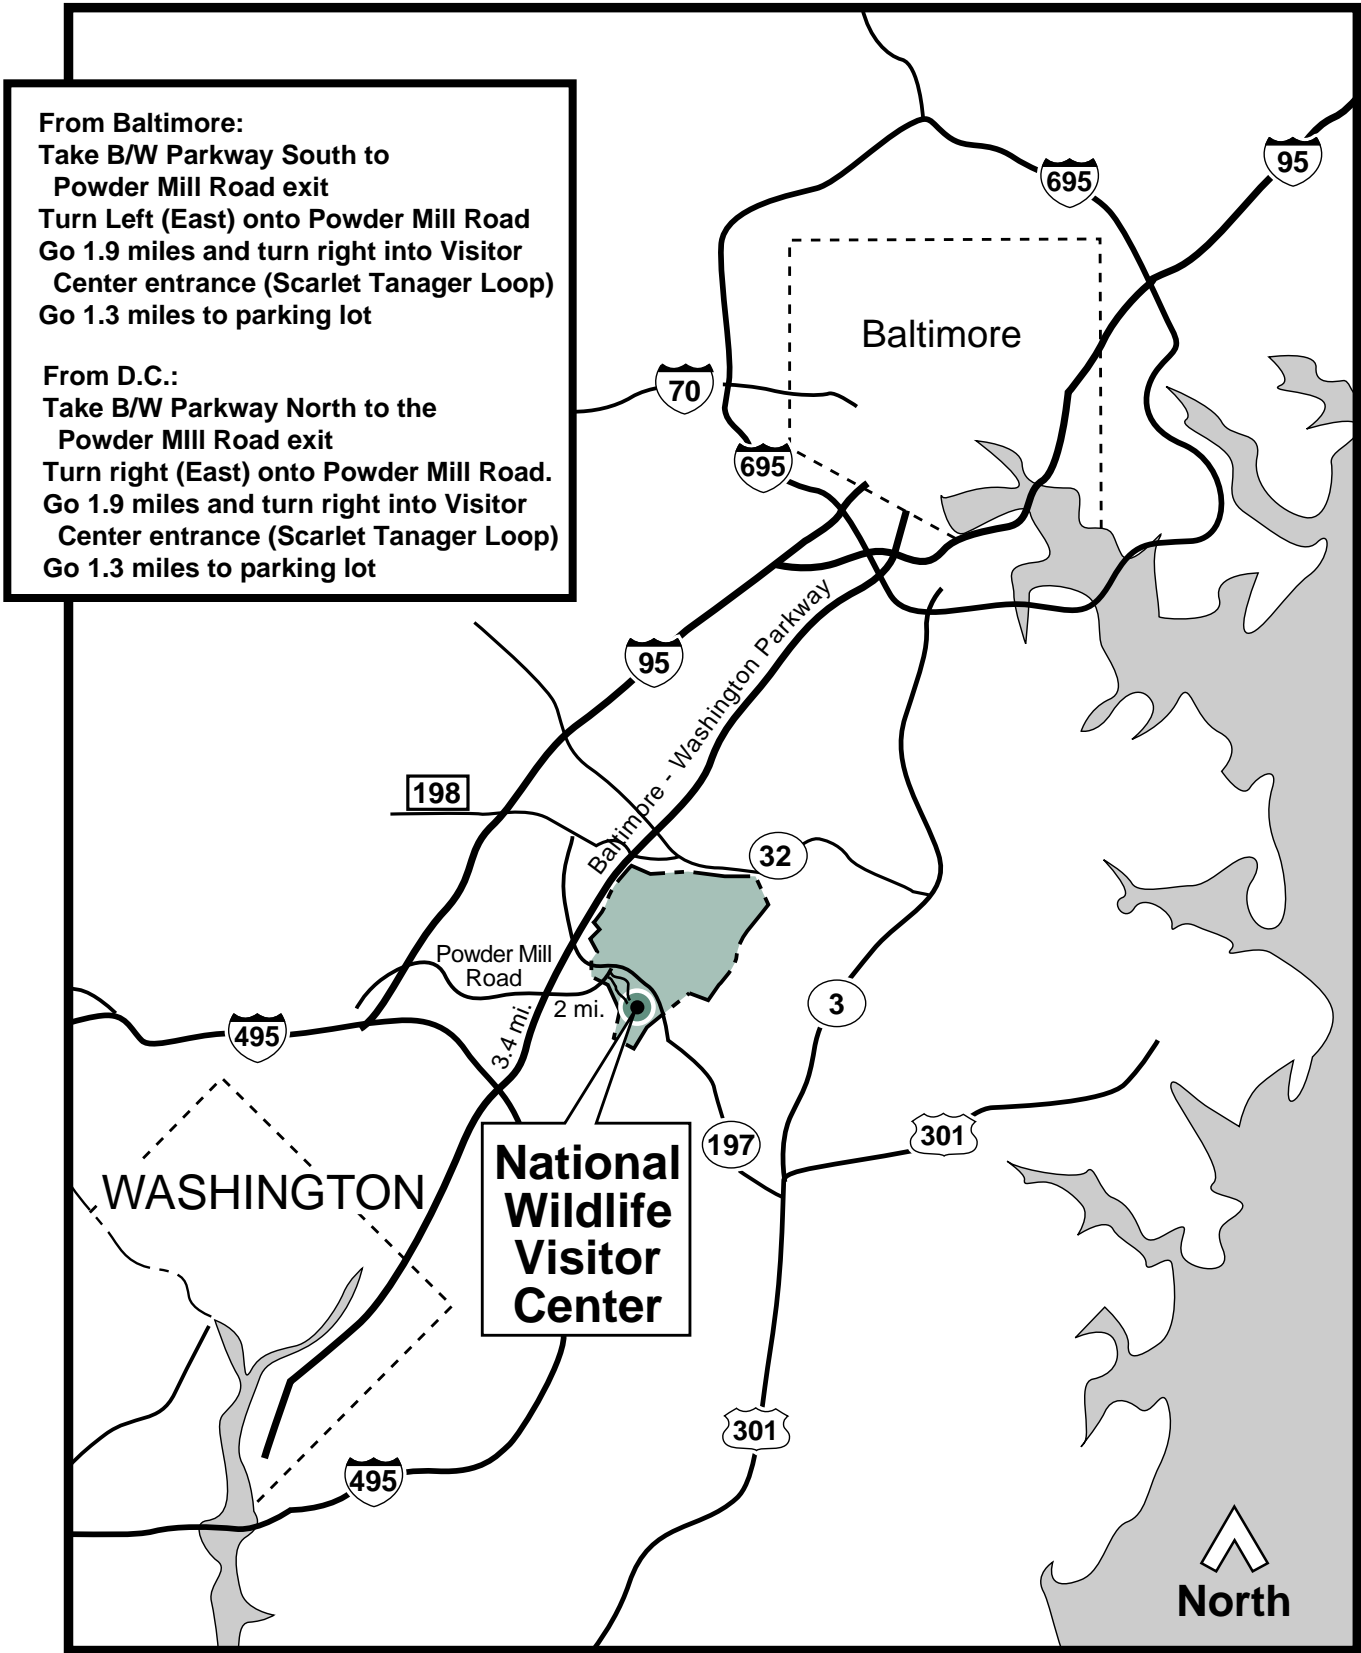 From Baltimore:
Take B/W Parkway South to
Powder Mill Road exit
Turn Left (East) onto Powder Mill Road
Go 1.9 miles and turn right into Visitor
Center entrance (Scarlet Tanager Loop)
Go 1.3 miles to parking lot
From D.C.:
Take B/W Parkway North to the
Powder MIll Road exit
Turn right (East) onto Powder Mill Road.
Go 1.9 miles and turn right into Visitor
Center entrance (Scarlet Tanager Loop)
Go 1.3 miles to parking lot
95
695
Baltimore
70
695
95
Baltimore - Washington Parkway
198
32
Powder Mill
Road
2 mi.
3.4 mi.
3
495
197
301
WASHINGTON
National
Wildlife
Visitor
Center
301
495
North